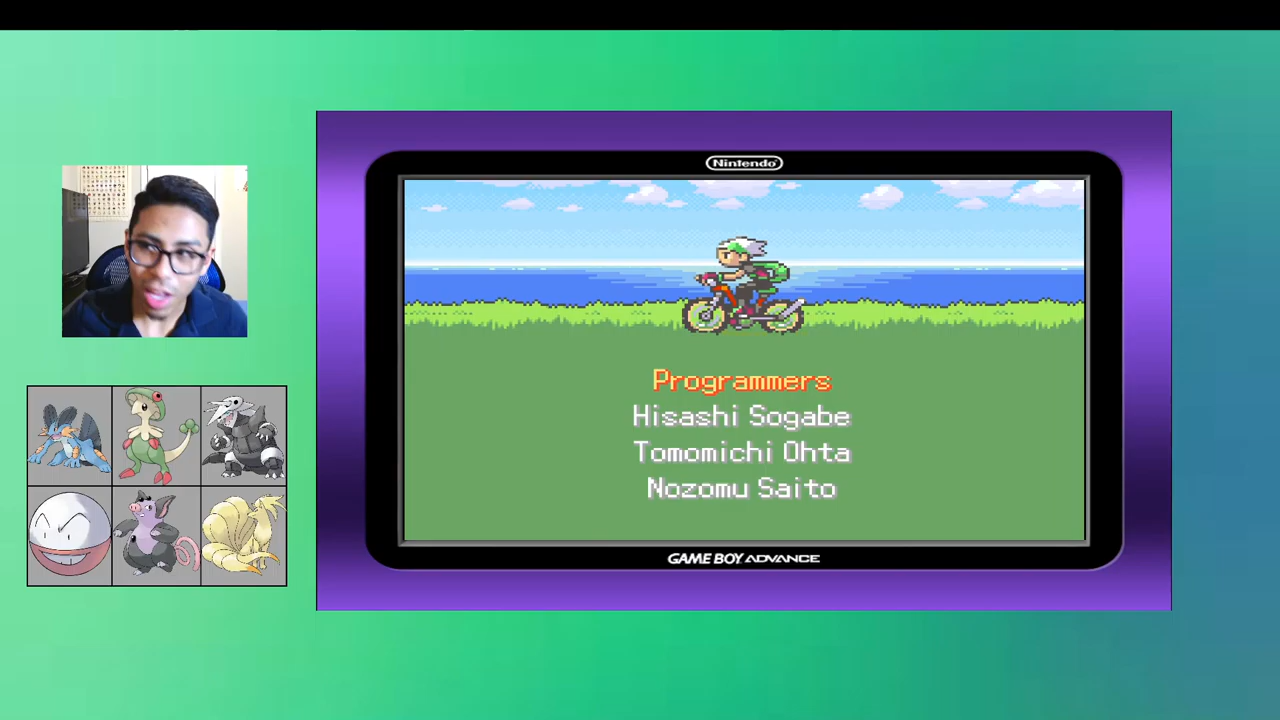 Nintendo
Programmers
Hisashi Sogabe
Tomomichi Ohta
Nozomu Saito
GAME BOY ADVANCE